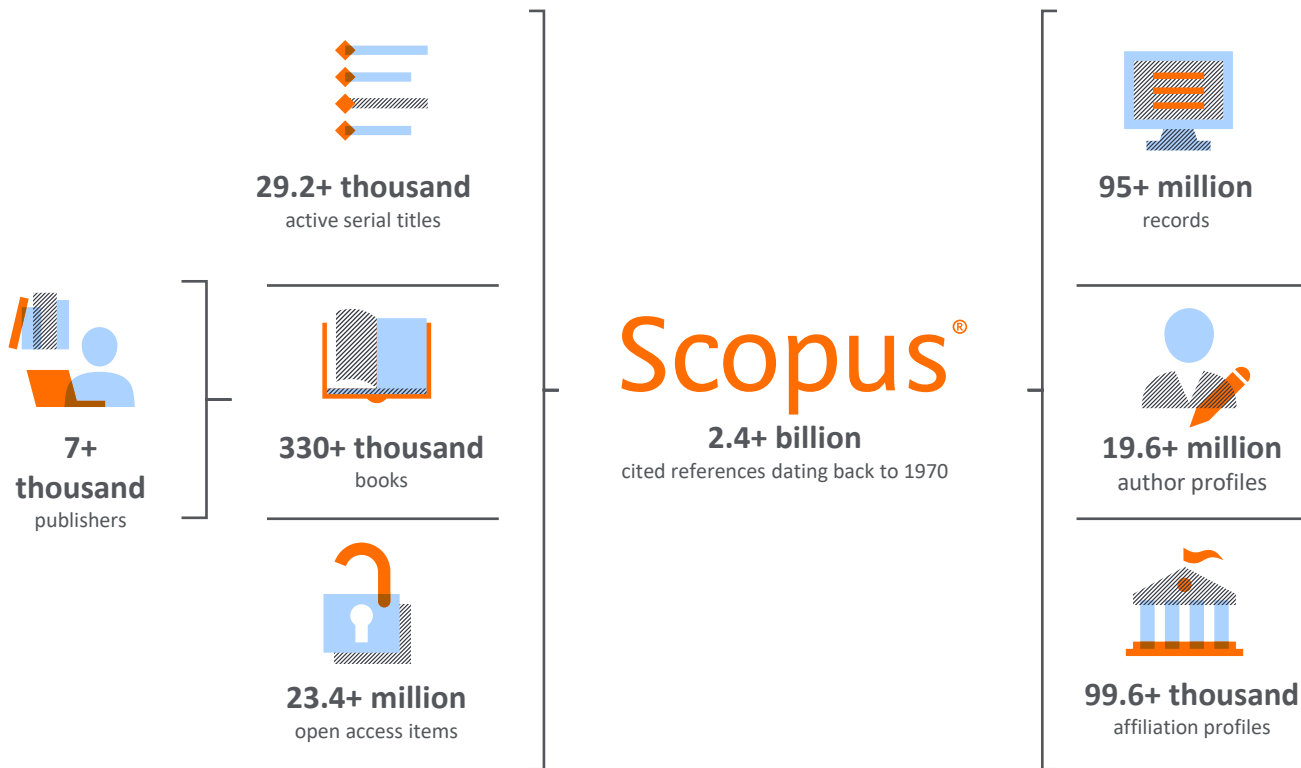 7+
thousand
publishers
29.2+ thousand
active serial titles
330+ thousand
books
23.4+ million
open access items
Scopus®
2.4+ billion
cited references dating back to 1970
95+ million
records
19.6+ million
author profiles
99.6+ thousand
affiliation profiles